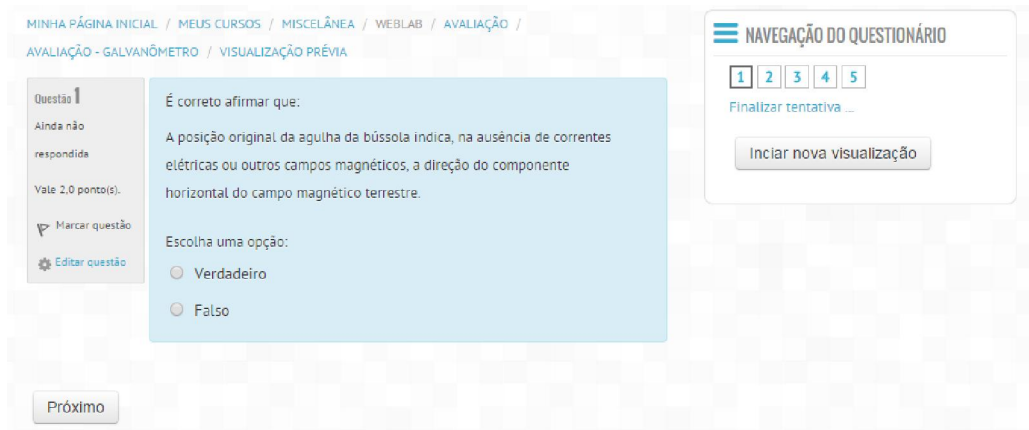 MINHA PÁGINA INICIAL / MEUS CURSOS / MISCELÂNEA / WEBLAB / AVALIAÇÃO /
AVALIAÇÃO - GALVANÔMETRO / VISUALIZAÇÃO PRÉVIA
Questão 1
Ainda não
respondida
Vale 2,0 ponto(s).
Marcar questão
Editar questão
É correto afirmar que:
A posição original da agulha da bússola indica, na ausência de correntes
elétricas ou outros campos magnéticos, a direção do componente
horizontal do campo magnético terrestre.
Escolha uma opção:
Verdadeiro
Falso
Próximo
NAVEGAÇÃO DO QUESTIONÁRIO
1 2 3 4 5
Finalizar tentativa ...
Inciar nova visualização